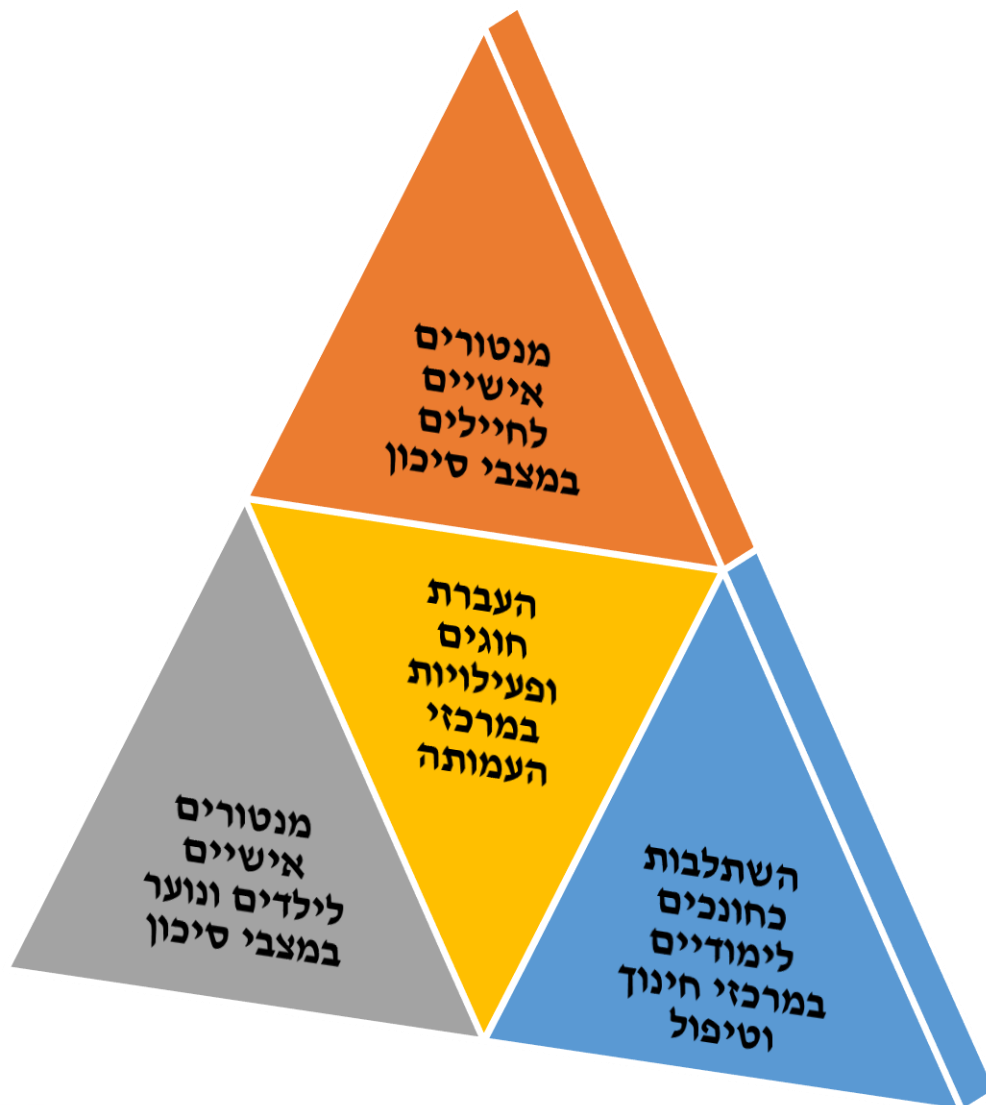 מנטורים
אישיים
לחיילים
במצבי סיכון
העברת
חוגים
ופעילויות
במרכזי
העמותה
השתלבות
כחונכים
לימודיים
במרכזי חינוך
וטיפול
מנטורים
אישיים
לילדים ונוער
במצבי סיכון